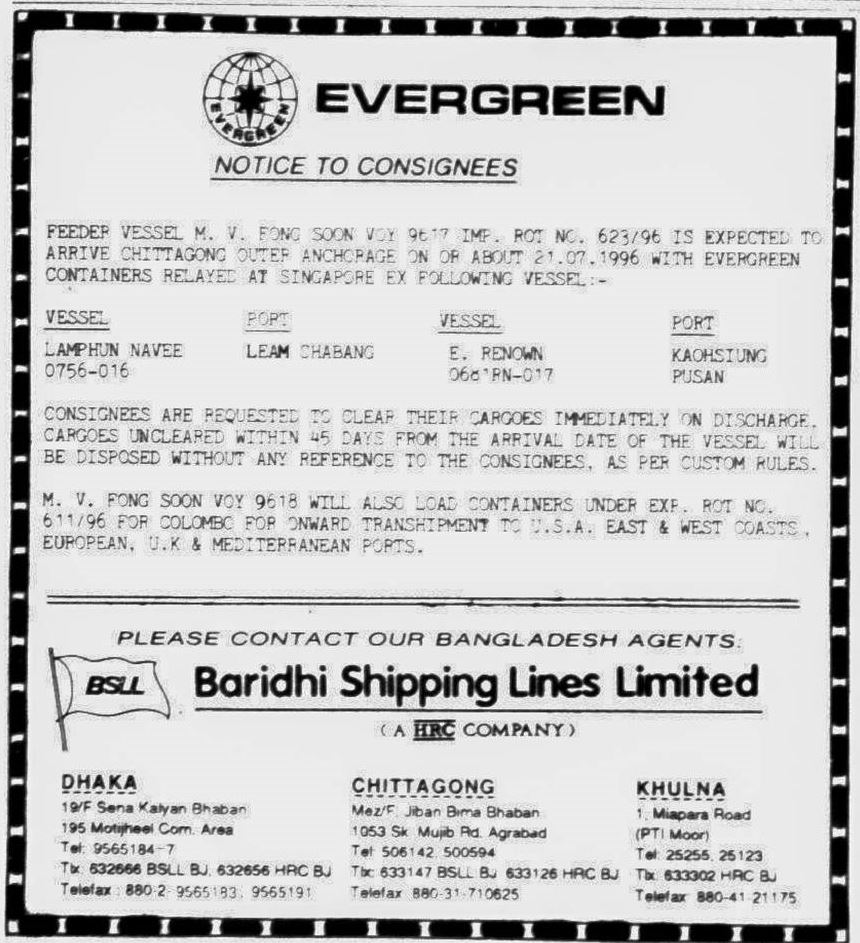 EVERGREEN
EVERGREEN
NOTICE TO CONSIGNEES
FEEDER VESSEL M. V. FONG SOON VOY 9617 IMP. ROT NO. 623/96 IS EXPECTED TO
ARRIVE CHITTAGONG OUTER ANCHORAGE ON OR ABOUT 21.07.1996 WITH EVERGREEN
CONTAINERS RELAYED AT SINGAPORE EX FOLLOWING VESSEL:-
VESSEL PORT VESSEL PORT
LAMPHUN NAVEE LEAM CHABANG E. RENOWN KAOHSIUNG
0756-016 PUSAN
CONSIGNEES ARE REQUESTED TO CLEAR THEIR CARGOES IMMEDIATELY ON DISCHARGE.
CARGOES UNCLEARED WITHIN 45 DAYS FROM THE ARRIVAL DATE OF THE VESSEL WILL
BE DISPOSED WITHOUT ANY REFERENCE TO THE CONSIGNEES, AS PER CUSTOM RULES.
M. V. FONG SOON VOY 9618 WILL ALSO LOAD CONTAINERS UNDER EXP. ROT NO.
611/96 FOR COLOMBO FOR ONWARD TRANSHIPMENT TO U.S.A. EAST & WEST COASTS,
EUROPEAN, U.K & MEDITERRANEAN PORTS.
PLEASE CONTACT OUR BANGLADESH AGENTS:
BSLL Baridhi Shipping Lines Limited
(A HRC COMPANY)
DHAKA
19/F Sena Kalyan Bhaban
195 Motijheel Com. Area
Tel: 9565184-7
Tlx: 632666 BSLL BJ, 632656 HRC BJ
Telefax : 880-2-9565183, 9565191
CHITTAGONG
Mez/F, Jiban Bima Bhaban
1053 Sk. Mujib Rd. Agrabad
Tel: 506142, 500594
Tlx: 633147 BSLL BJ, 633126 HRC BJ
Telefax: 880-31-710625
KHULNA
1, Miapara Road
(PTI Moor)
Tel: 25255, 25123
Tlx: 633302 HRC BJ
Telefax: 880-41-21175